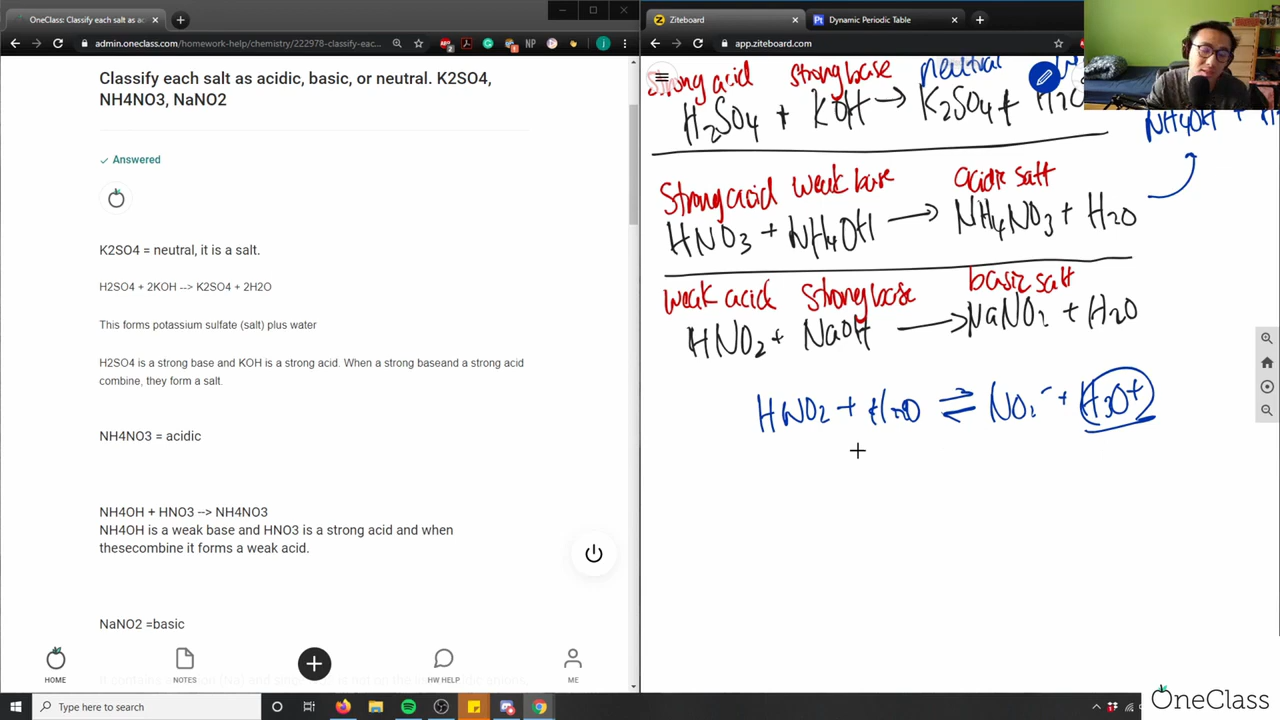 OneClass: Classify each salt as ac
admin.oneclass.com/homework-help/chemistry/222978-classify-eac...
Classify each salt as acidic, basic, or neutral. K2SO4,
NH4NO3, NaNO2
Answered
K2SO4 = neutral, it is a salt.
H2SO4 + 2KOH --> K2SO4 + 2H2O
This forms potassium sulfate (salt) plus water
H2SO4 is a strong base and KOH is a strong acid. When a strong baseand a strong acid
combine, they form a salt.
NH4NO3 = acidic
NH4OH + HNO3 --> NH4NO3
NH4OH is a weak base and HNO3 is a strong acid and when
thesecombine it forms a weak acid.
NaNO2 =basic
HOME
NOTES
HW HELP
ME
Type here to search
Ziteboard
Dynamic Periodic Table
app.ziteboard.com
Strong acid strong base neutral
H2SO4 + KOH → K2SO4 + H2O
NH4OH +
Strong acid weak base acidic salt
HNO3 + NH4OH → NH4NO3 + H2O
weak acid strong base basic salt
HNO2 + NaOH → NaNO2 + H2O
HNO2 + H2O ⇌ NO2- + H3O+
OneClass